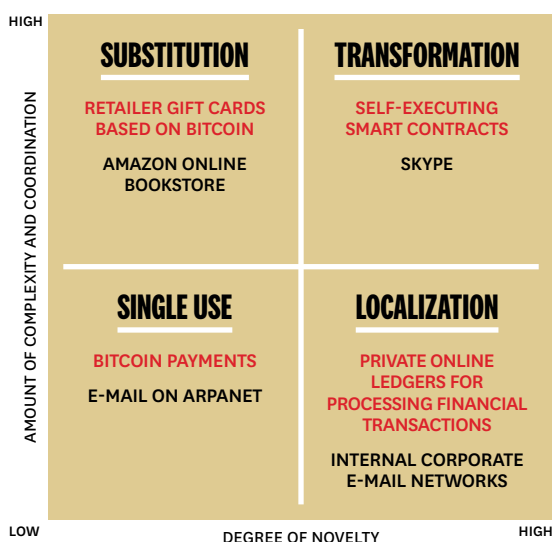 HIGH
SUBSTITUTION
RETAILER GIFT CARDS
BASED ON BITCOIN
AMAZON ONLINE
BOOKSTORE
TRANSFORMATION
SELF-EXECUTING
SMART CONTRACTS
SKYPE
AMOUNT OF COMPLEXITY AND COORDINATION
SINGLE USE
BITCOIN PAYMENTS
E-MAIL ON ARPANET
LOCALIZATION
PRIVATE ONLINE
LEDGERS FOR
PROCESSING FINANCIAL
TRANSACTIONS
INTERNAL CORPORATE
E-MAIL NETWORKS
LOW
DEGREE OF NOVELTY
HIGH